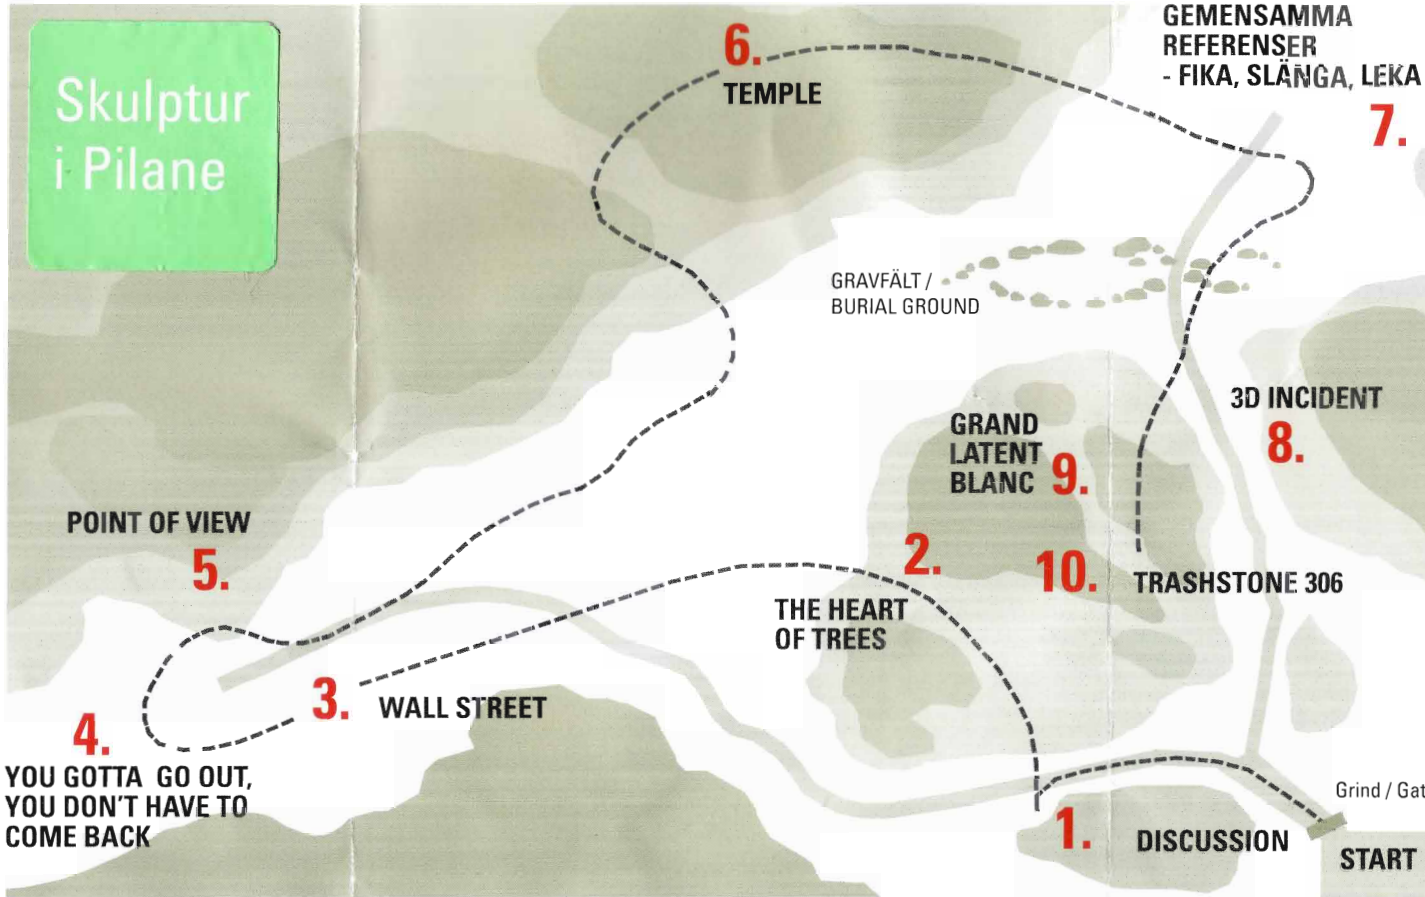 Skulptur
i Pilane
6.
TEMPLE
GEMENSAMMA
REFERENSER
- FIKA, SLÄNGA, LEKA
7.
GRAVFÄLT /
BURIAL GROUND
3D INCIDENT
8.
GRAND
LATENT
BLANC
9.
POINT OF VIEW
5.
2.
THE HEART
OF TREES
10.
TRASHSTONE 306
3.
WALL STREET
4.
YOU GOTTA GO OUT,
YOU DON'T HAVE TO
COME BACK
Grind / Gat
1.
DISCUSSION
START